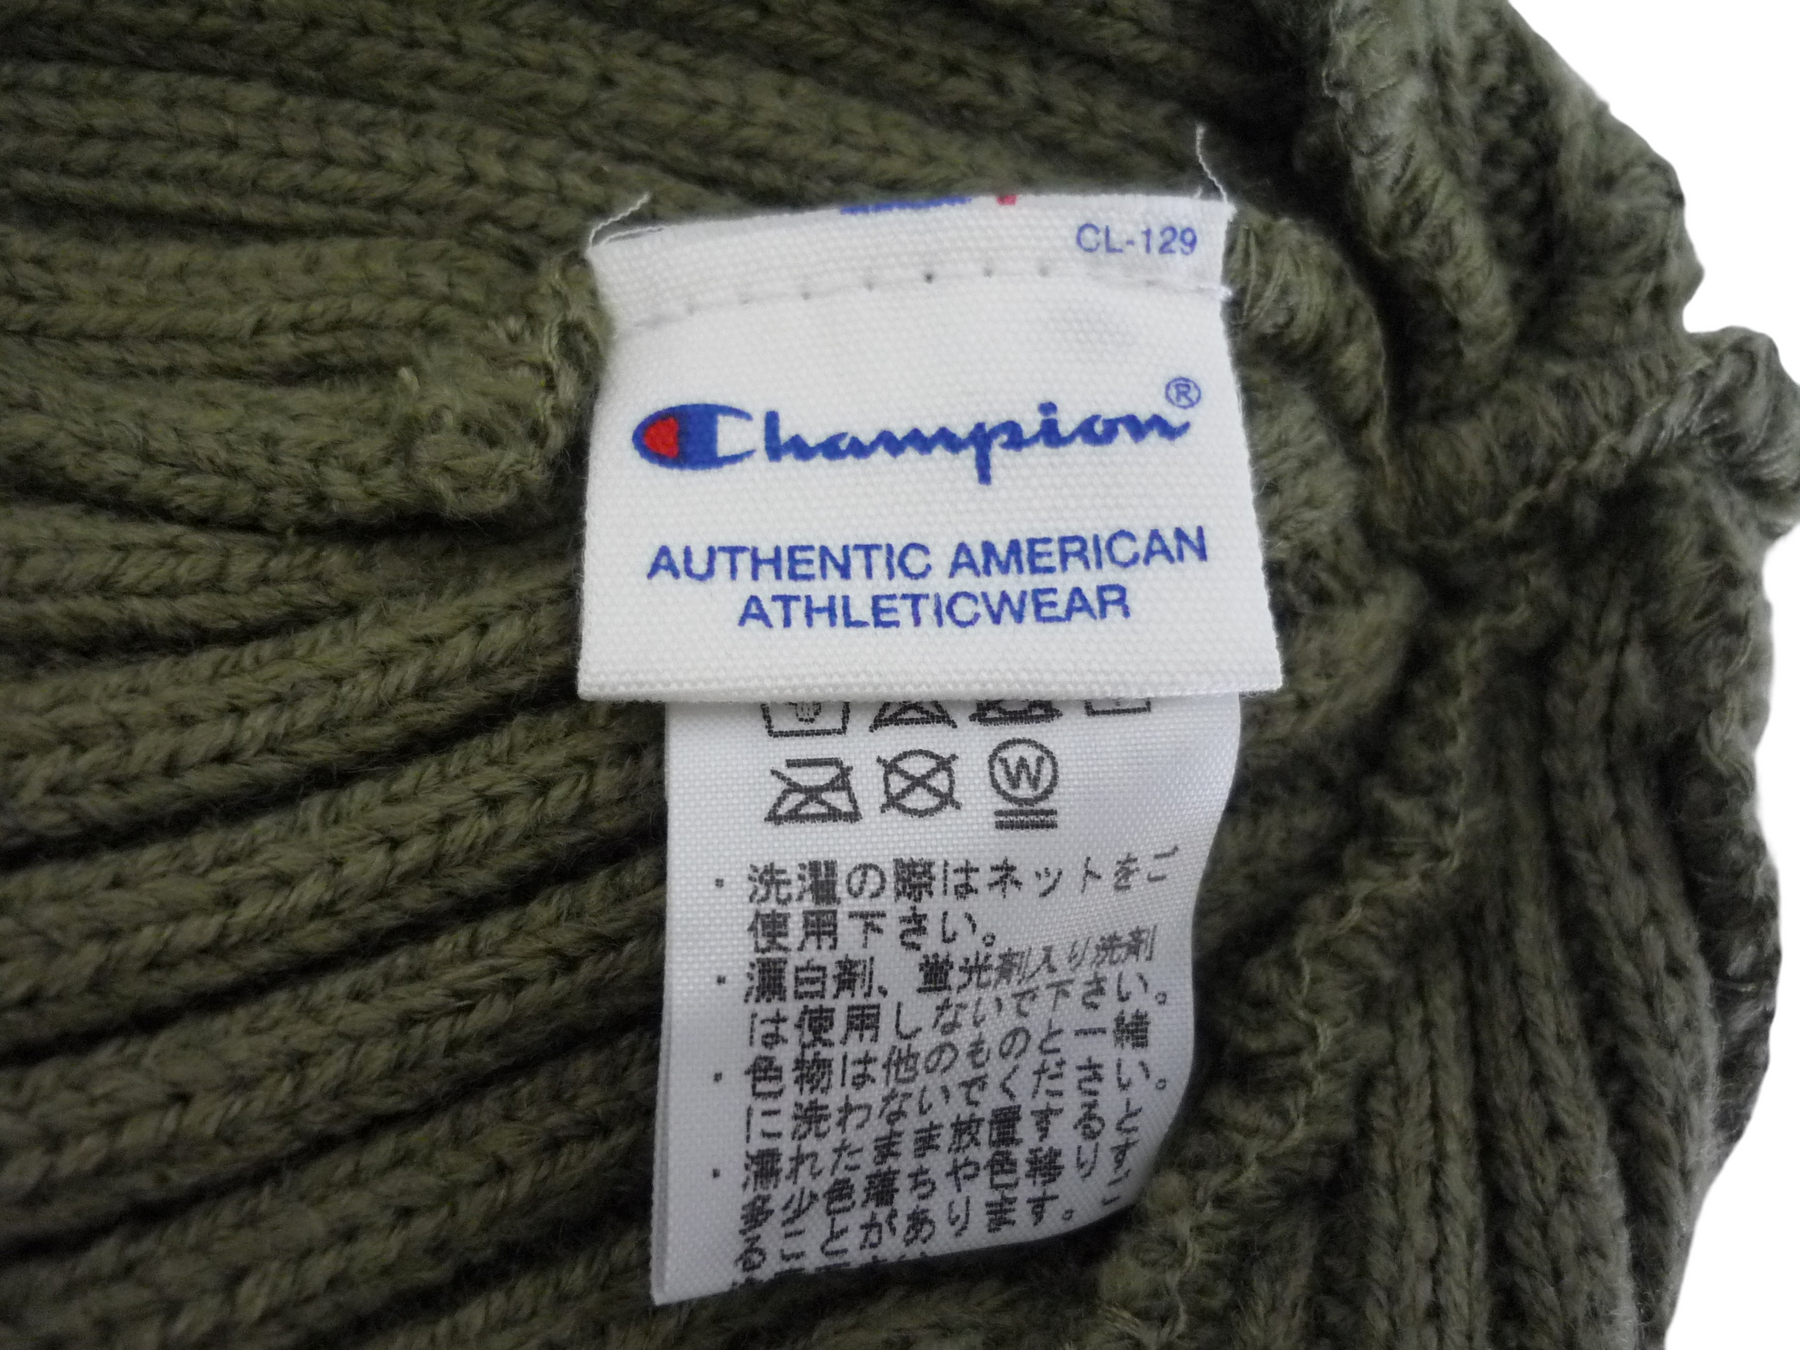 CL-129
Champion®
AUTHENTIC AMERICAN
ATHLETICWEAR
W
・洗濯の際はネットをご
使用下さい。
・漂白剤、蛍光剤入り洗剤
は使用しないで下さい。
・色物は他のものと一緒
に洗わないでください。
・濡れたまま放置すると
多少色落ちや色移りすご
ることがあります。